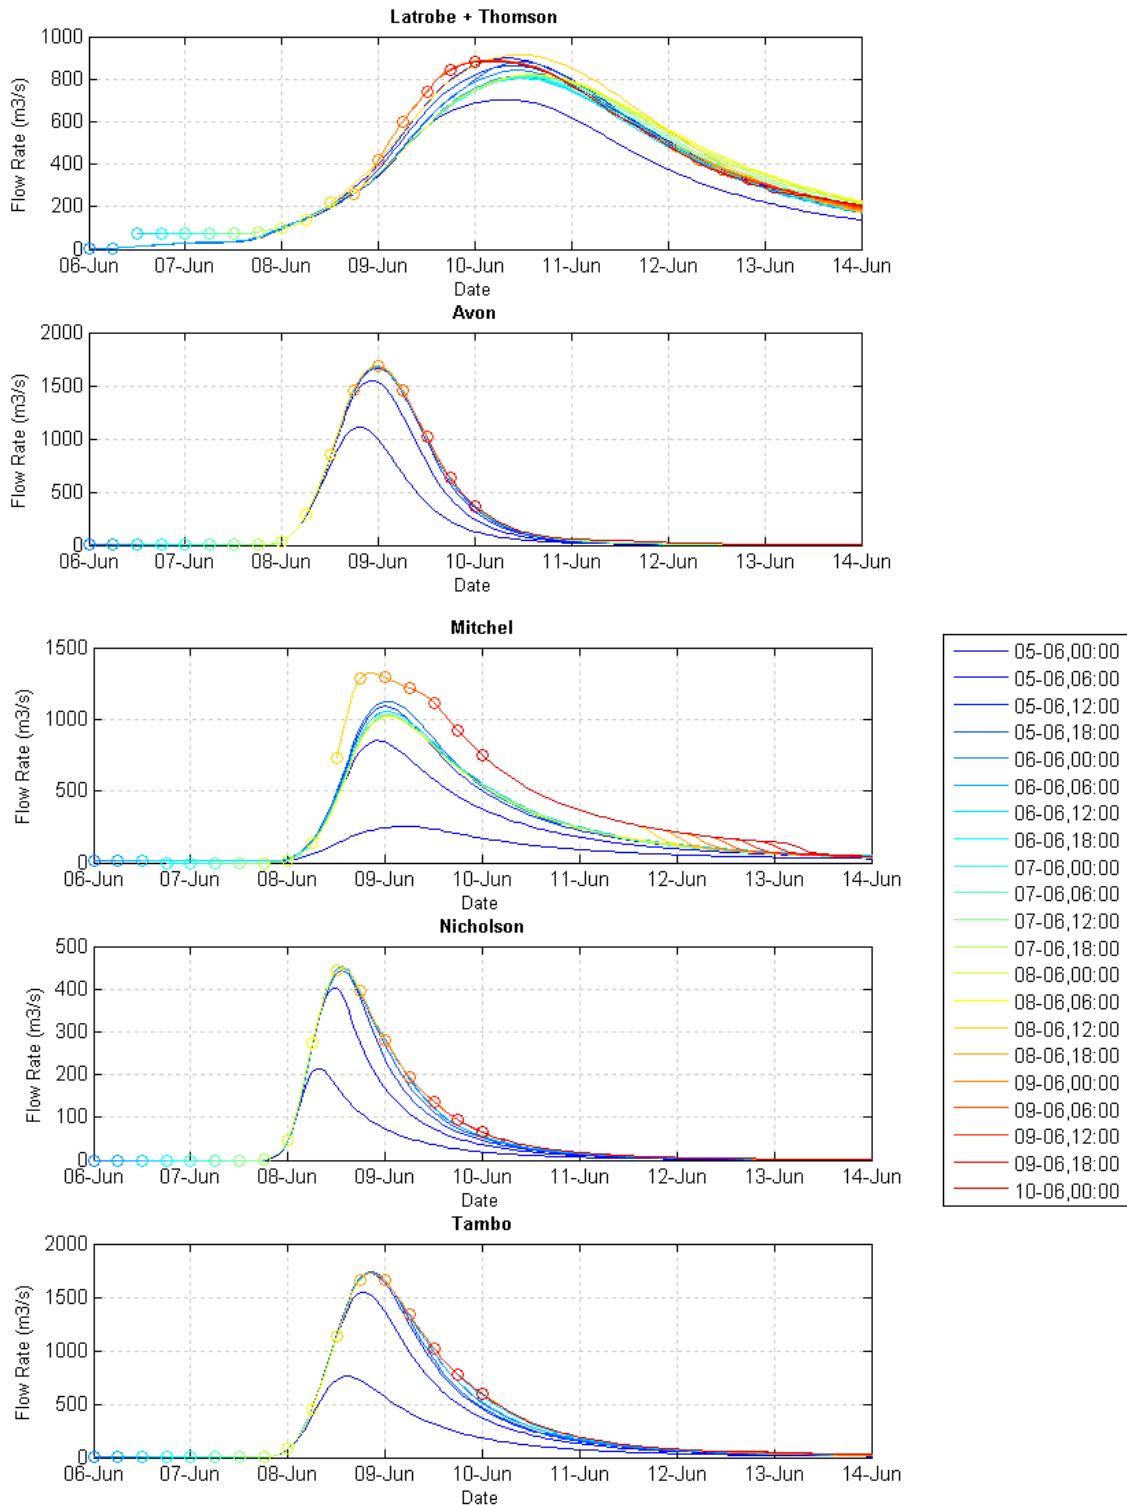 Latrobe + Thomson
Flow Rate (m3/s)
1000
800
600
400
200
0
06-Jun 07-Jun 08-Jun 09-Jun 10-Jun 11-Jun 12-Jun 13-Jun 14-Jun
Date
Avon
Flow Rate (m3/s)
2000
1500
1000
500
0
06-Jun 07-Jun 08-Jun 09-Jun 10-Jun 11-Jun 12-Jun 13-Jun 14-Jun
Date
Mitchel
Flow Rate (m3/s)
1500
1000
500
0
06-Jun 07-Jun 08-Jun 09-Jun 10-Jun 11-Jun 12-Jun 13-Jun 14-Jun
Date
Nicholson
Flow Rate (m3/s)
500
400
300
200
100
0
06-Jun 07-Jun 08-Jun 09-Jun 10-Jun 11-Jun 12-Jun 13-Jun 14-Jun
Date
Tambo
Flow Rate (m3/s)
2000
1500
1000
500
0
06-Jun 07-Jun 08-Jun 09-Jun 10-Jun 11-Jun 12-Jun 13-Jun 14-Jun
Date
05-06,00:00
05-06,06:00
05-06,12:00
05-06,18:00
06-06,00:00
06-06,06:00
06-06,12:00
06-06,18:00
07-06,00:00
07-06,06:00
07-06,12:00
07-06,18:00
08-06,00:00
08-06,06:00
08-06,12:00
08-06,18:00
09-06,00:00
09-06,06:00
09-06,12:00
09-06,18:00
10-06,00:00